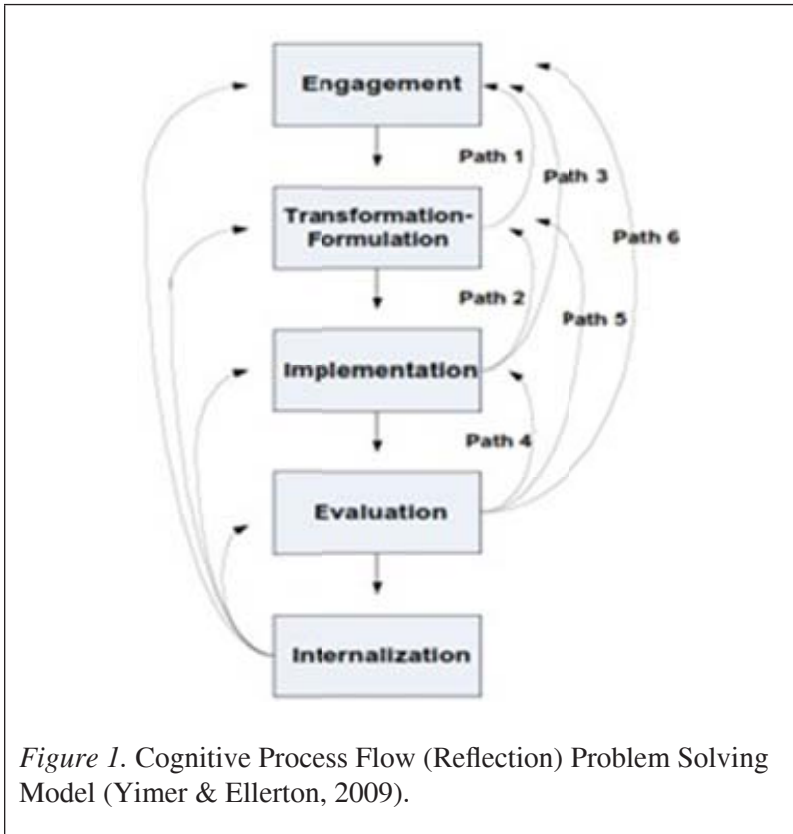 Engagement
Path 1
Path 3
Transformation-
Formulation
Path 6
Path 2
Path 5
Implementation
Path 4
Evaluation
Internalization
Figure 1. Cognitive Process Flow (Reflection) Problem Solving
Model (Yimer & Ellerton, 2009).